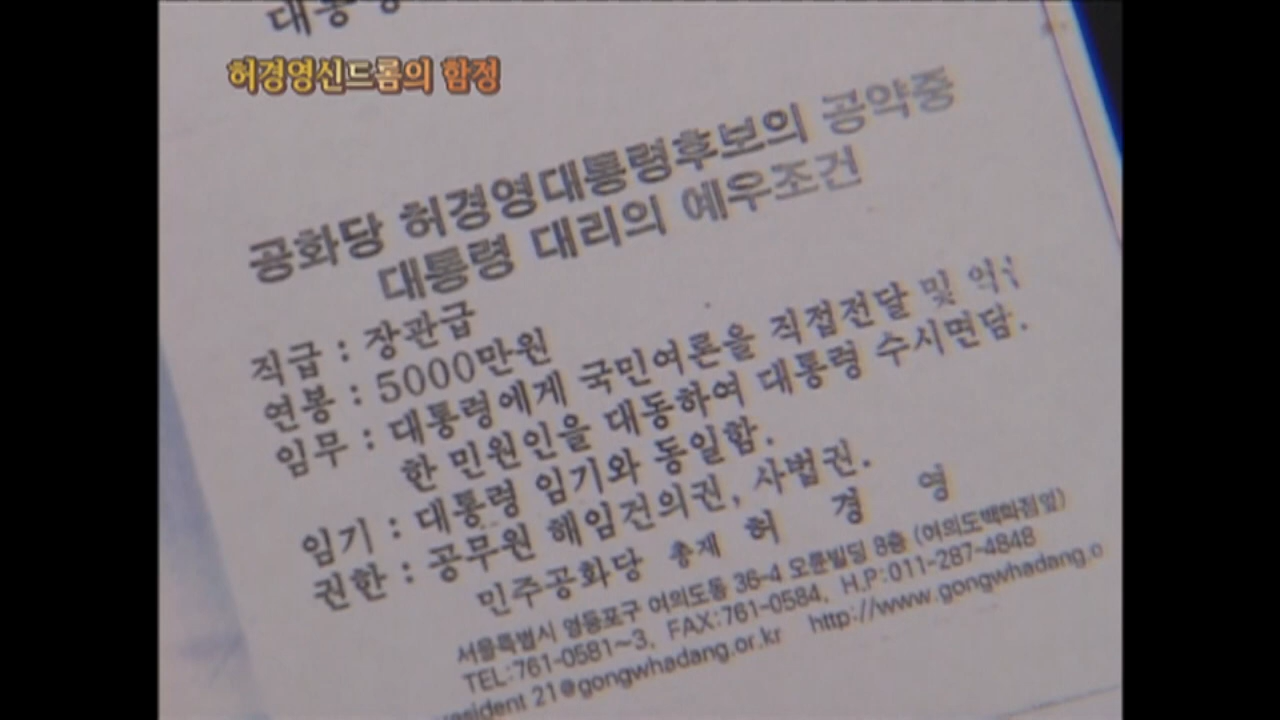 허경영신드롬의 함정
공화당 허경영대통령후보의 공약중
대통령 대리의 예우조건
직급 : 장관급
연봉 : 5000만원
임무 : 대통령에게 국민여론을 직접전달 및
한 민원인을 대동하여 대통령 수시면담.
임기 : 대통령 임기와 동일함.
권한 : 공무원 해임건의권, 사법권.
민주공화당 총재 허 경 영
서울특별시 영등포구 여의도동 36-4 오륜빌딩 8층 (여의도백화점옆)
TEL:761-0581~3, FAX:761-0584, H.P:011-287-4848
21@gongwhadang.or.kr http://www.gongwhadang.o